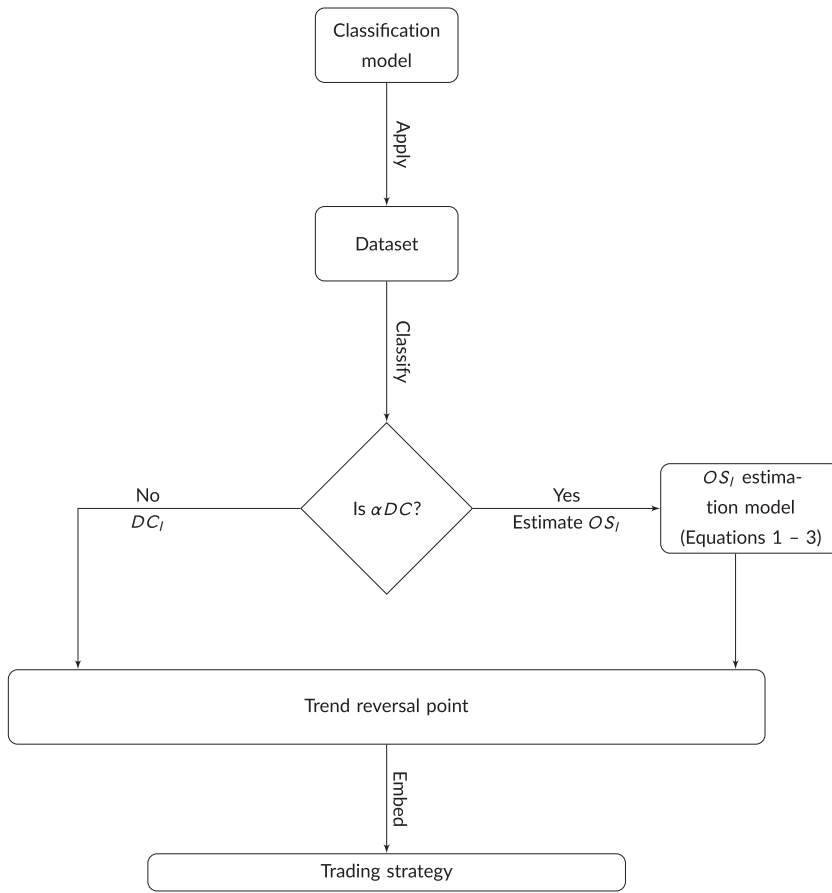 Classification
model
Apply
Dataset
Classify
Is αDC?
No
DC_l
Yes
Estimate OS_l
OS_l estima-
tion model
(Equations 1 – 3)
Trend reversal point
Embed
Trading strategy